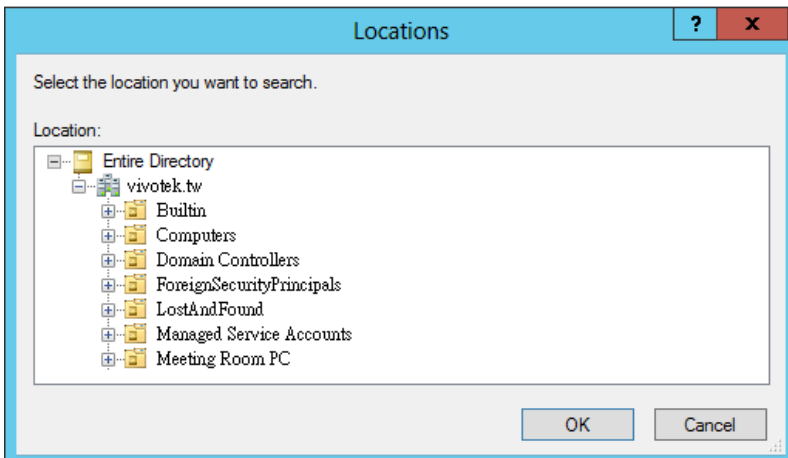 Locations
?
x
Select the location you want to search.
Location:
Entire Directory
vivotek.tw
Builtin
Computers
Domain Controllers
ForeignSecurityPrincipals
LostAndFound
Managed Service Accounts
Meeting Room PC
OK
Cancel